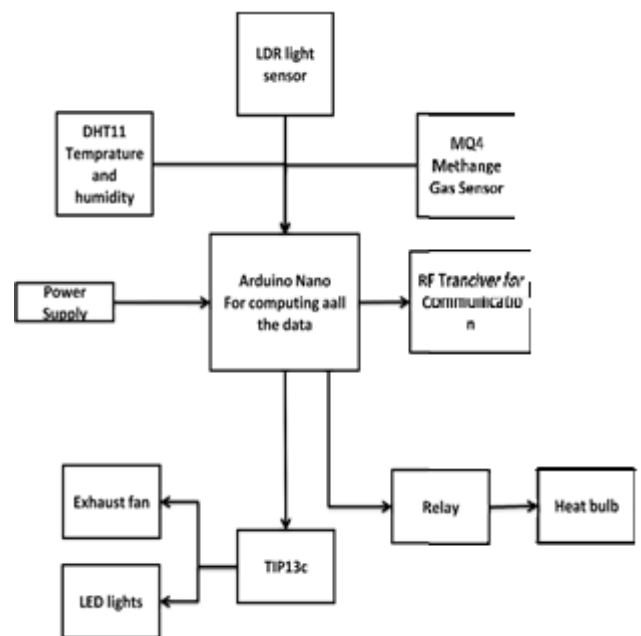 LDR light
sensor
DHT11
Temprature
and
humidity
MQ4
Methange
Gas Sensor
Arduino Nano
For computing aall
the data
Power
Supply
RF Tranciver for
Communicatio
n
Exhaust fan
Relay
Heat bulb
TIP13c
LED lights